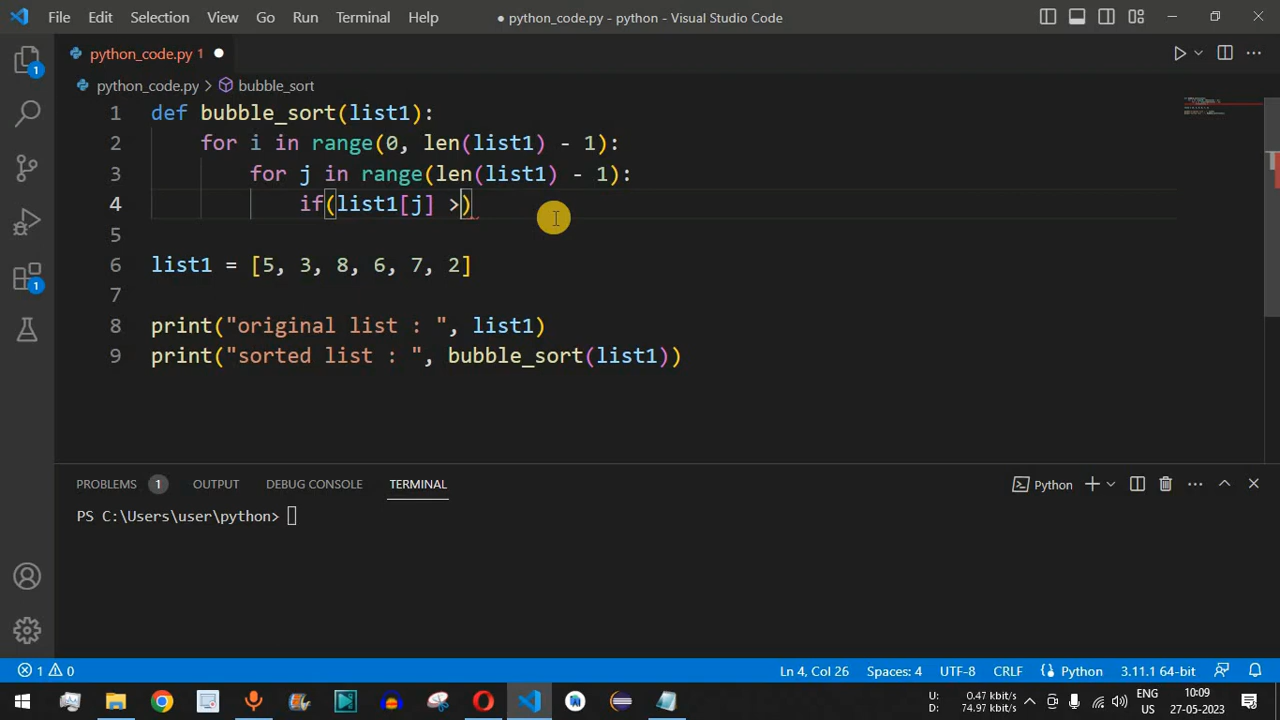 File Edit Selection View Go Run Terminal Help
● python_code.py - python - Visual Studio Code
python_code.py 1 ●
python_code.py > bubble_sort
1 def bubble_sort(list1):
2     for i in range(0, len(list1) - 1):
3         for j in range(len(list1) - 1):
4             if(list1[j] >)
5
6 list1 = [5, 3, 8, 6, 7, 2]
7
8 print("original list : ", list1)
9 print("sorted list : ", bubble_sort(list1))
1
1
PROBLEMS 1 OUTPUT DEBUG CONSOLE TERMINAL
Python
PS C:\Users\user\python>
1 0
Ln 4, Col 26 Spaces: 4 UTF-8 CRLF Python 3.11.1 64-bit
U: 0.47 kbit/s
D: 74.97 kbit/s
ENG
US
10:09
27-05-2023